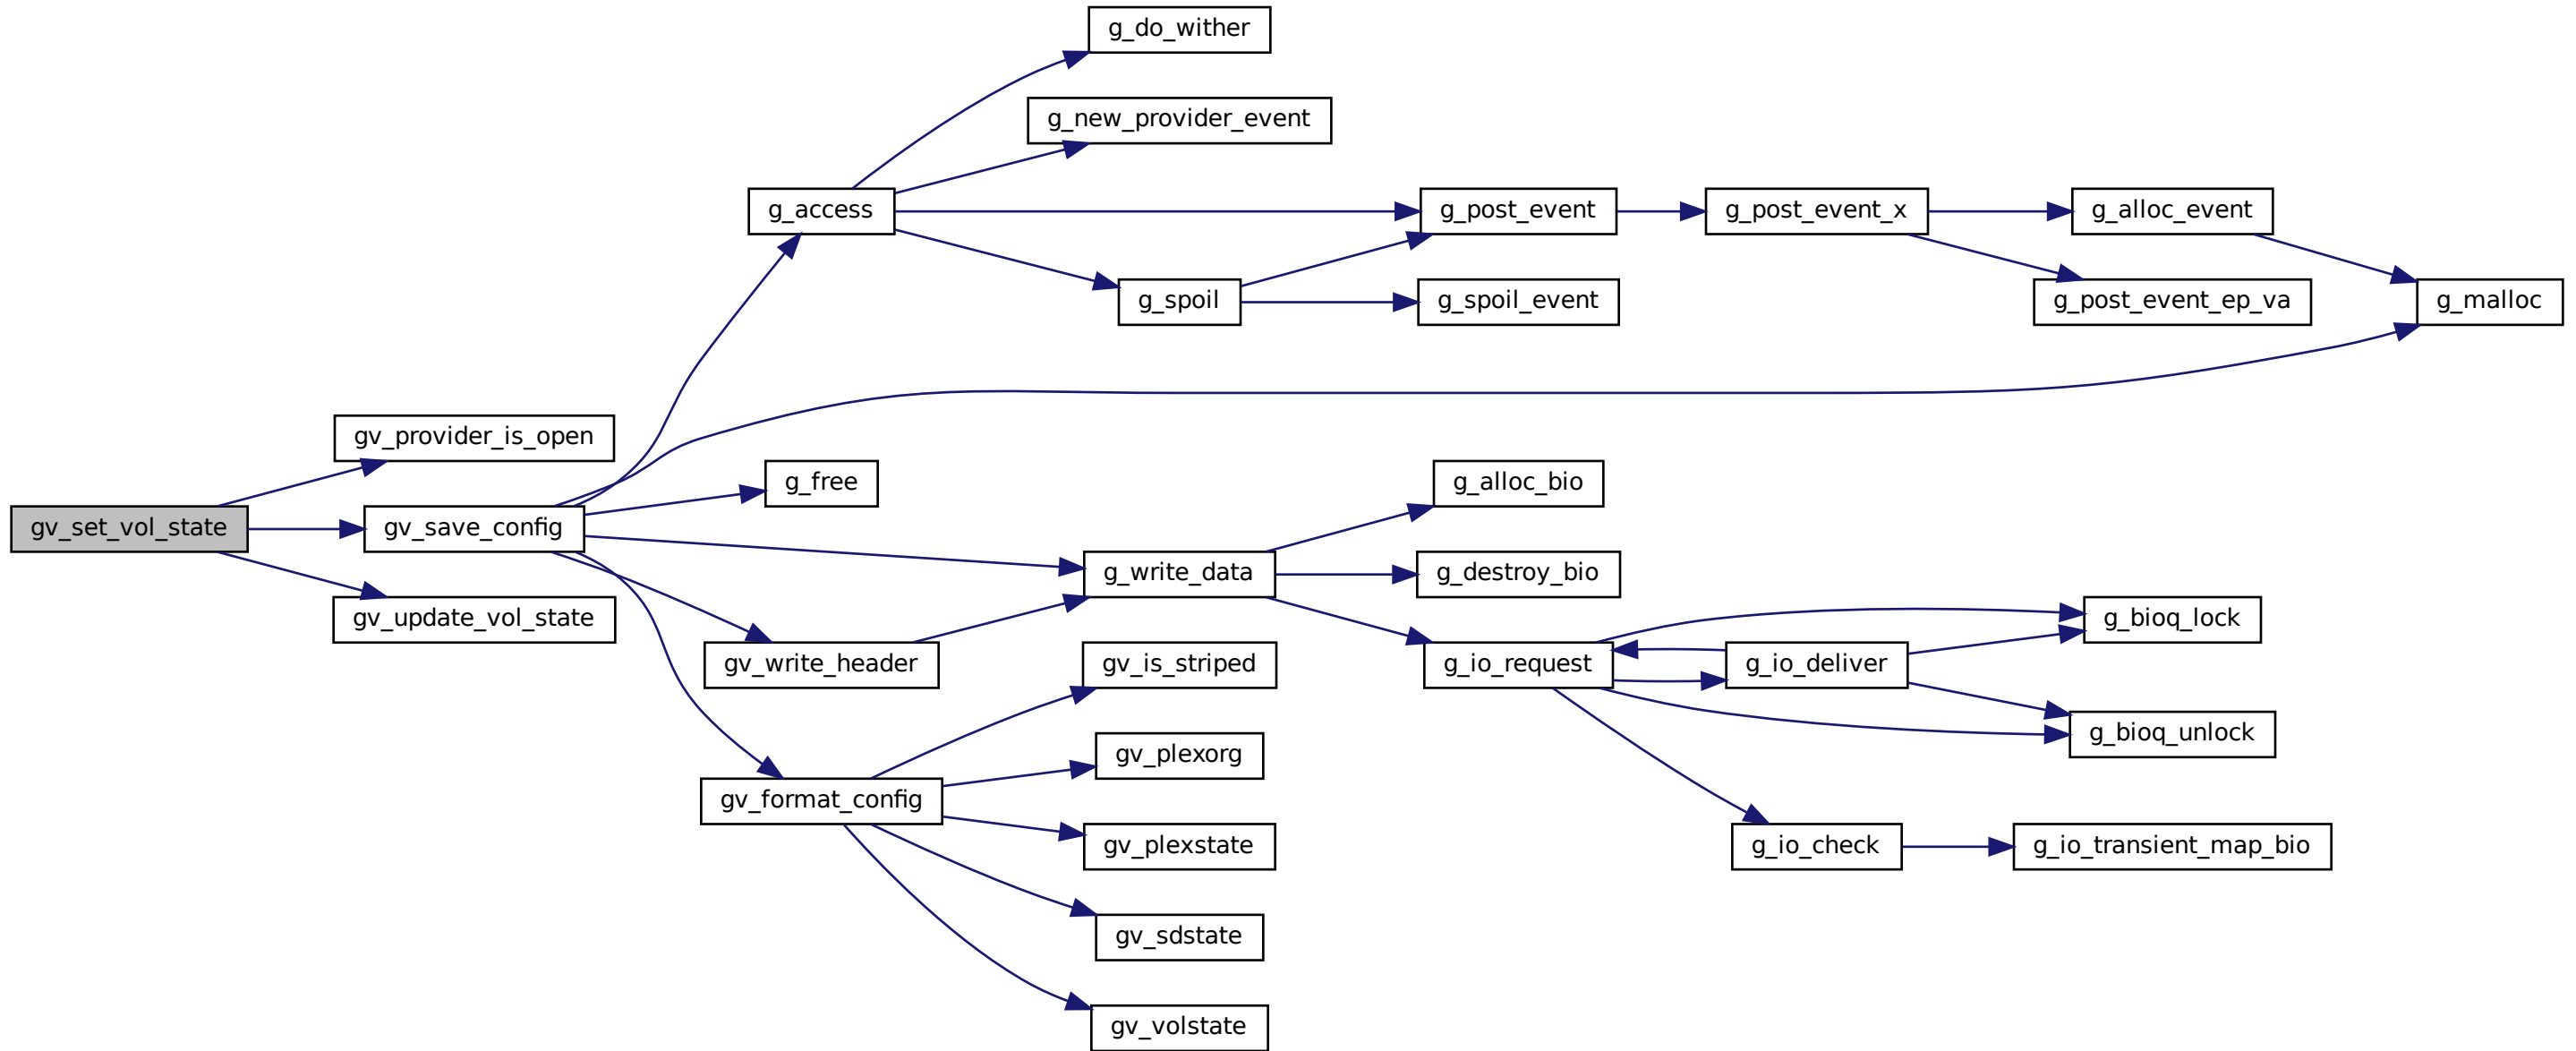 g_do_wither
g_new_provider_event
g_access
g_post_event
g_post_event_x
g_alloc_event
g_spoil
g_spoil_event
g_post_event_ep_va
g_malloc
gv_provider_is_open
g_free
g_alloc_bio
gv_set_vol_state
gv_save_config
g_write_data
g_destroy_bio
gv_update_vol_state
g_bioq_lock
gv_write_header
gv_is_striped
g_io_request
g_io_deliver
g_bioq_unlock
gv_plexorg
gv_format_config
gv_plexstate
g_io_check
g_io_transient_map_bio
gv_sdstate
gv_volstate